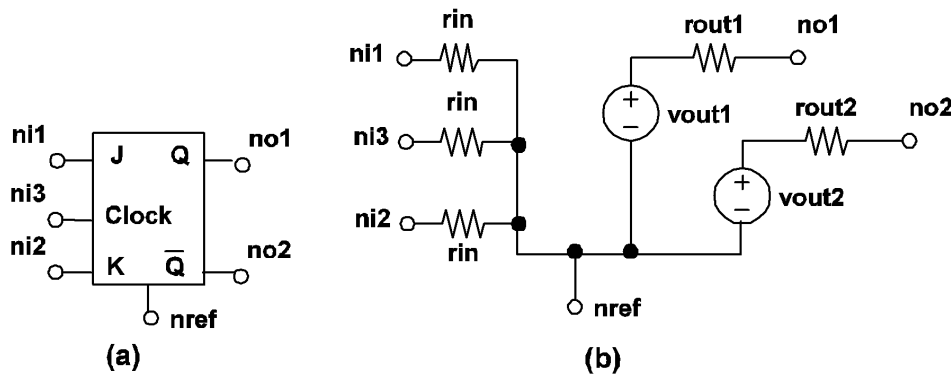 ni1
J
Q
no1
ni3
Clock
ni2
K
Q
no2
nref
(a)
rin
ni1
rin
ni3
ni2
rin
rout1
no1
vout1
+
−
rout2
no2
vout2
+
−
nref
(b)